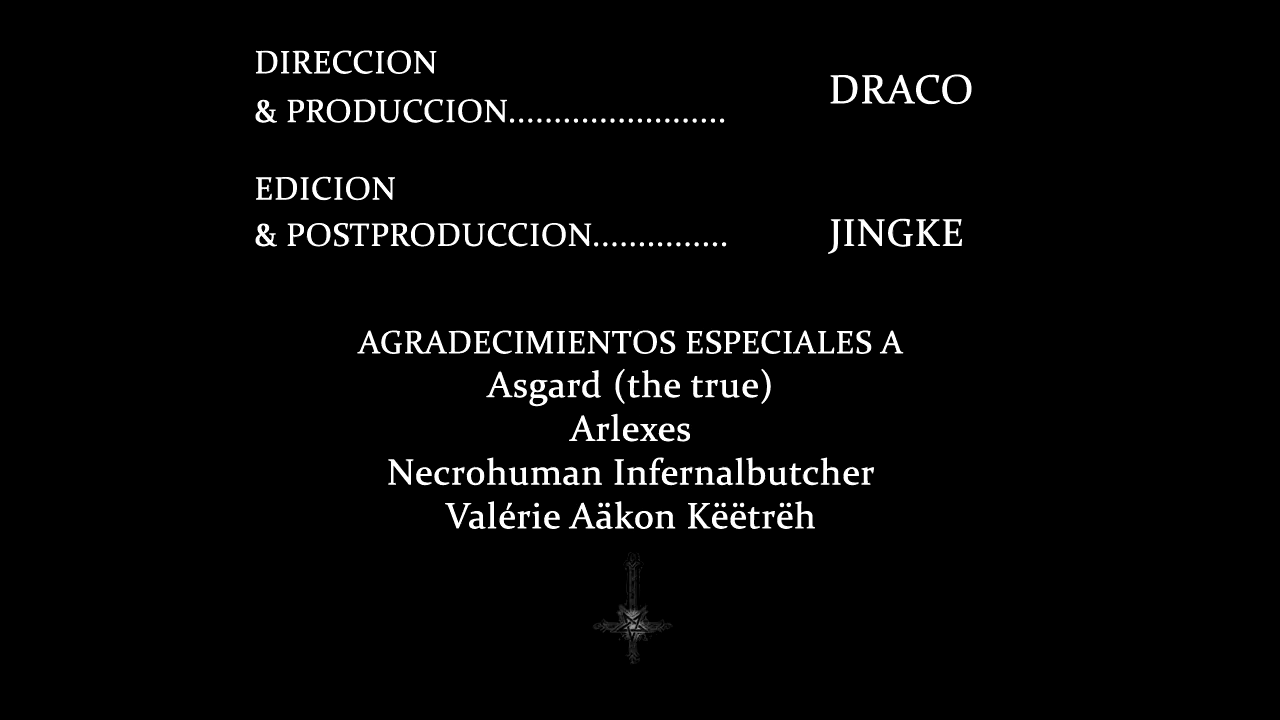 DIRECCION
& PRODUCCION........................ DRACO
EDICION
& POSTPRODUCCION............... JINGKE
AGRADECIMIENTOS ESPECIALES A
Asgard (the true)
Arlexes
Necrohuman Infernalbutcher
Valérie Aäkon Këëtrëh